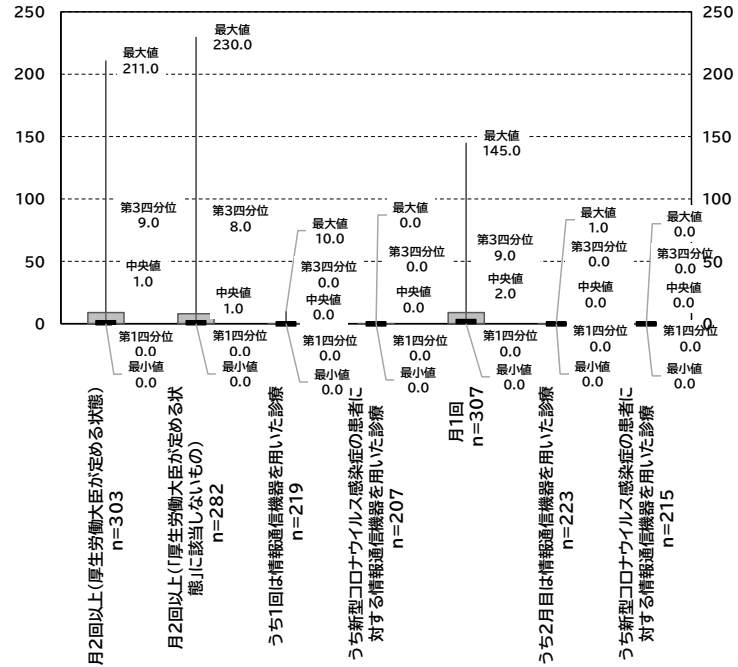 250
200
150
100
50
0
250
200
150
100
50
0
最大値
211.0
第3四分位
9.0
中央値
1.0
第1四分位
0.0
最小値
0.0
最大値
230.0
第3四分位
8.0
中央値
1.0
第1四分位
0.0
最小値
0.0
最大値
10.0
第3四分位
0.0
中央値
0.0
第1四分位
0.0
最小値
0.0
最大値
0.0
第3四分位
0.0
中央値
0.0
第1四分位
0.0
最小値
0.0
最大値
145.0
第3四分位
9.0
中央値
2.0
第1四分位
0.0
最小値
0.0
最大値
1.0
第3四分位
0.0
中央値
0.0
第1四分位
0.0
最小値
0.0
最大値
0.0
第3四分位
0.0
中央値
0.0
第1四分位
0.0
最小値
0.0
月2回以上(厚生労働大臣が定める状態)
n=303
月2回以上(「厚生労働大臣が定める状
態」に該当しないもの)
n=282
うち1回は情報通信機器を用いた診療
n=219
うち新型コロナウイルス感染症の患者に
対する情報通信機器を用いた診療
n=207
月1回
n=307
うち2月目は情報通信機器を用いた診療
n=223
うち新型コロナウイルス感染症の患者に
対する情報通信機器を用いた診療
n=215